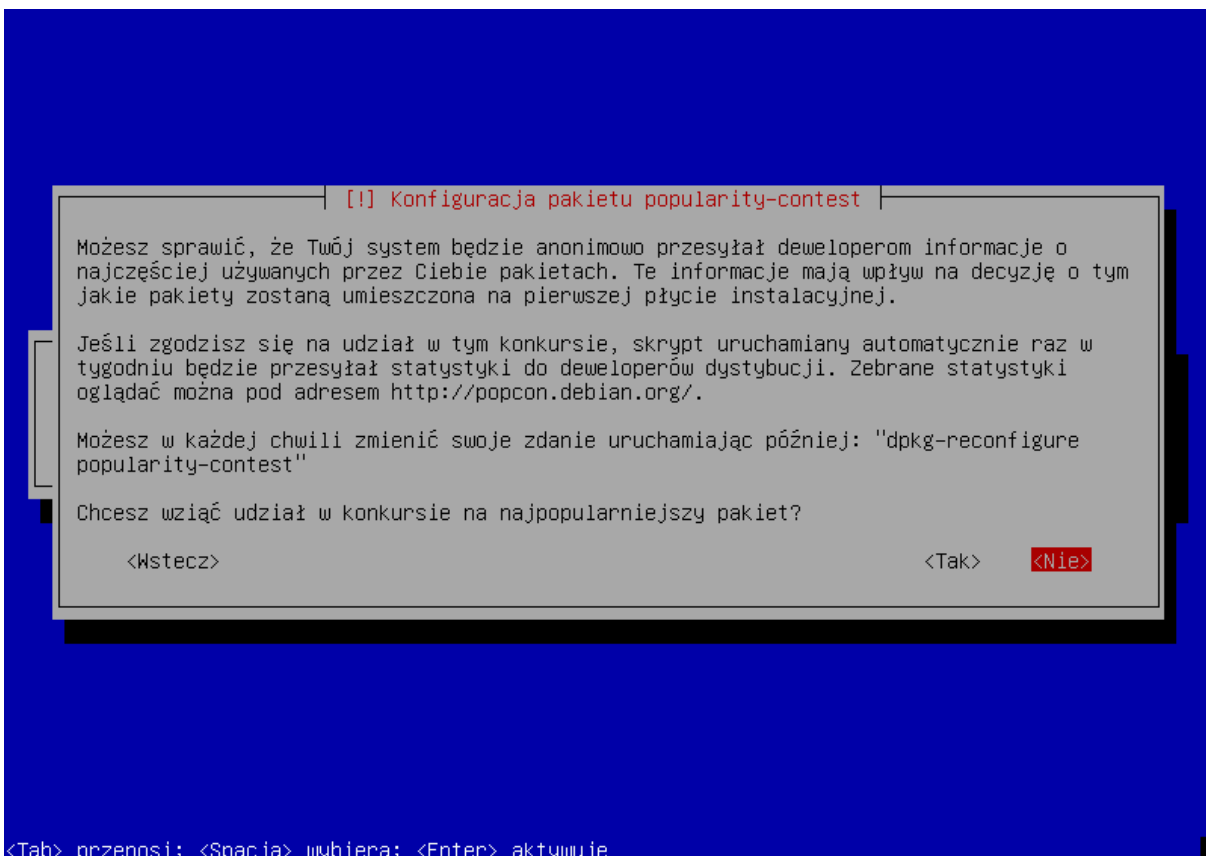 [!] Konfiguracja pakietu popularity-contest
Możesz sprawić, że Twój system będzie anonimowo przesyłał deweloperom informacje o
najczęściej używanych przez Ciebie pakietach. Te informacje mają wpływ na decyzję o tym
jakie pakiety zostaną umieszczona na pierwszej płycie instalacyjnej.
Jeśli zgodzisz się na udział w tym konkursie, skrypt uruchamiany automatycznie raz w
tygodniu będzie przesyłał statystyki do deweloperów dystybucji. Zebrane statystyki
oglądać można pod adresem http://popcon.debian.org/.
Możesz w każdej chwili zmienić swoje zdanie uruchamiając później: "dpkg-reconfigure
popularity-contest"
Chcesz wziąć udział w konkursie na najpopularniejszy pakiet?
<Wstecz> <Tak> <Nie>
<Tab> przenosi; <Spacja> wybiera; <Enter> aktywuje